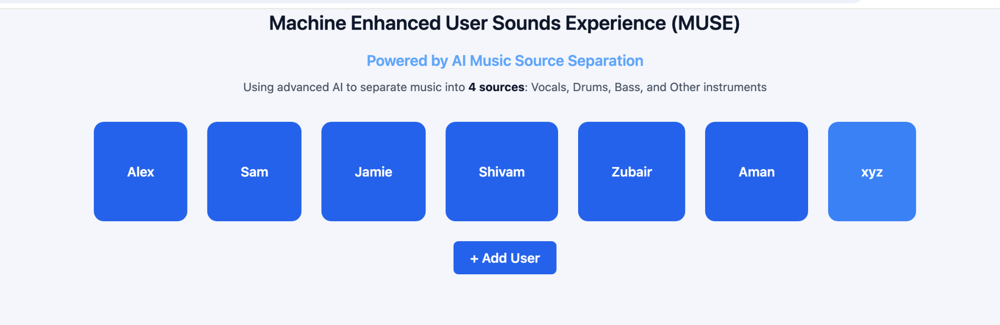 Machine Enhanced User Sounds Experience (MUSE)
Powered by AI Music Source Separation
Using advanced AI to separate music into 4 sources: Vocals, Drums, Bass, and Other instruments
Alex
Sam
Jamie
Shivam
Zubair
Aman
xyz
+ Add User